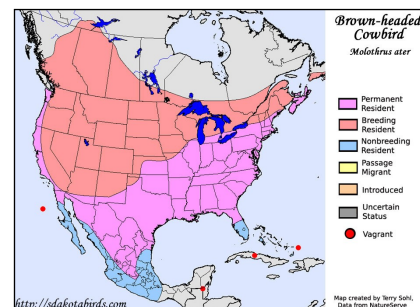 Brown-headed
Cowbird
Molothrus ater
Permanent
Resident
Breeding
Resident
Nonbreeding
Resident
Passage
Migrant
Introduced
Uncertain
Status
Vagrant
http://sdakotabirds.com
Map created by Terry Sohl
Data from NatureServe